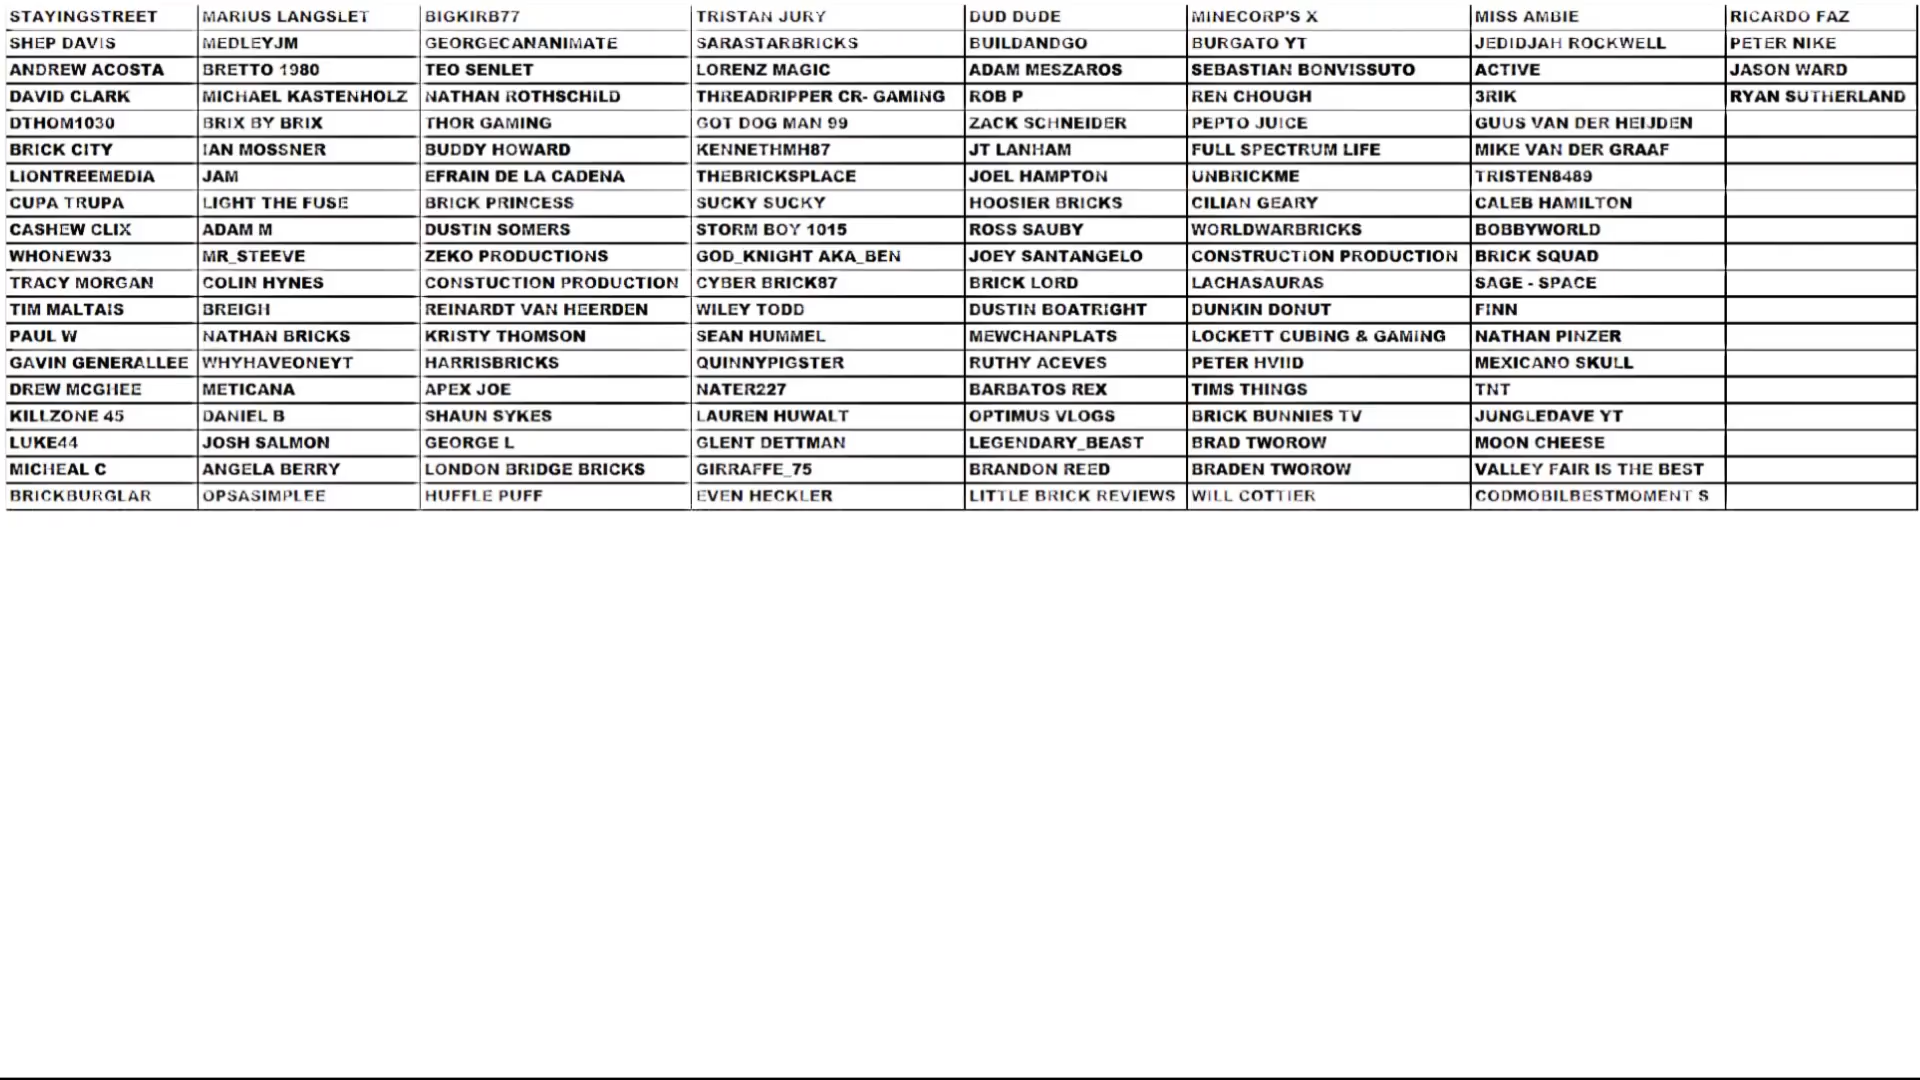 STAYINGSTREET MARIUS LANGSLET BIGKIRB77 TRISTAN JURY DUD DUDE MINECORP'S X MISS AMBIE RICARDO FAZ
SHEP DAVIS MEDLEYJM GEORGECANANIMATE SARASTARBRICKS BUILDANDGO BURGATO YT JEDIDJAH ROCKWELL PETER NIKE
ANDREW ACOSTA BRETTO 1980 TEO SENLET LORENZ MAGIC ADAM MESZAROS SEBASTIAN BONVISSUTO ACTIVE JASON WARD
DAVID CLARK MICHAEL KASTENHOLZ NATHAN ROTHSCHILD THREADRIPPER CR- GAMING ROB P REN CHOUGH 3RIK RYAN SUTHERLAND
DTHOM1030 BRIX BY BRIX THOR GAMING GOT DOG MAN 99 ZACK SCHNEIDER PEPTO JUICE GUUS VAN DER HEIJDEN
BRICK CITY IAN MOSSNER BUDDY HOWARD KENNETHMH87 JT LANHAM FULL SPECTRUM LIFE MIKE VAN DER GRAAF
LIONTREEMEDIA JAM EFRAIN DE LA CADENA THEBRICKSPLACE JOEL HAMPTON UNBRICKME TRISTEN8489
CUPA TRUPA LIGHT THE FUSE BRICK PRINCESS SUCKY SUCKY HOOSIER BRICKS CILIAN GEARY CALEB HAMILTON
CASHEW CLIX ADAM M DUSTIN SOMERS STORM BOY 1015 ROSS SAUBY WORLDWARBRICKS BOBBYWORLD
WHONEW33 MR_STEEVE ZEKO PRODUCTIONS GOD_KNIGHT AKA_BEN JOEY SANTANGELO CONSTRUCTION PRODUCTION BRICK SQUAD
TRACY MORGAN COLIN HYNES CONSTUCTION PRODUCTION CYBER BRICK87 BRICK LORD LACHASAURAS SAGE - SPACE
TIM MALTAIS BREIGH REINARDT VAN HEERDEN WILEY TODD DUSTIN BOATRIGHT DUNKIN DONUT FINN
PAUL W NATHAN BRICKS KRISTY THOMSON SEAN HUMMEL MEWCHANPLATS LOCKETT CUBING & GAMING NATHAN PINZER
GAVIN GENERALLEE WHYHAVEONEYT HARRISBRICKS QUINNYPIGSTER RUTHY ACEVES PETER HVIID MEXICANO SKULL
DREW MCGHEE METICANA APEX JOE NATER227 BARBATOS REX TIMS THINGS TNT
KILLZONE 45 DANIEL B SHAUN SYKES LAUREN HUWALT OPTIMUS VLOGS BRICK BUNNIES TV JUNGLEDAVE YT
LUKE44 JOSH SALMON GEORGE L GLENT DETTMAN LEGENDARY_BEAST BRAD TWOROW MOON CHEESE
MICHEAL C ANGELA BERRY LONDON BRIDGE BRICKS GIRRAFFE_75 BRANDON REED BRADEN TWOROW VALLEY FAIR IS THE BEST
BRICKBURGLAR OPSASIMPLEE HUFFLE PUFF EVEN HECKLER LITTLE BRICK REVIEWS WILL COTTIER CODMOBILBESTMOMENT S